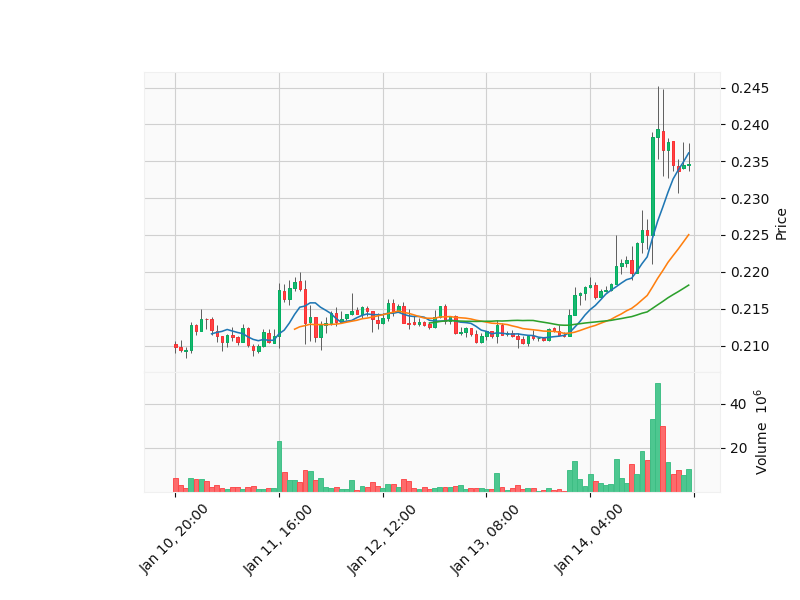 0.245
0.240
0.235
0.230
0.225
0.220
0.215
0.210
Price
40
20
Volume 10⁶
Jan 10, 20:00
Jan 11, 16:00
Jan 12, 12:00
Jan 13, 08:00
Jan 14, 04:00